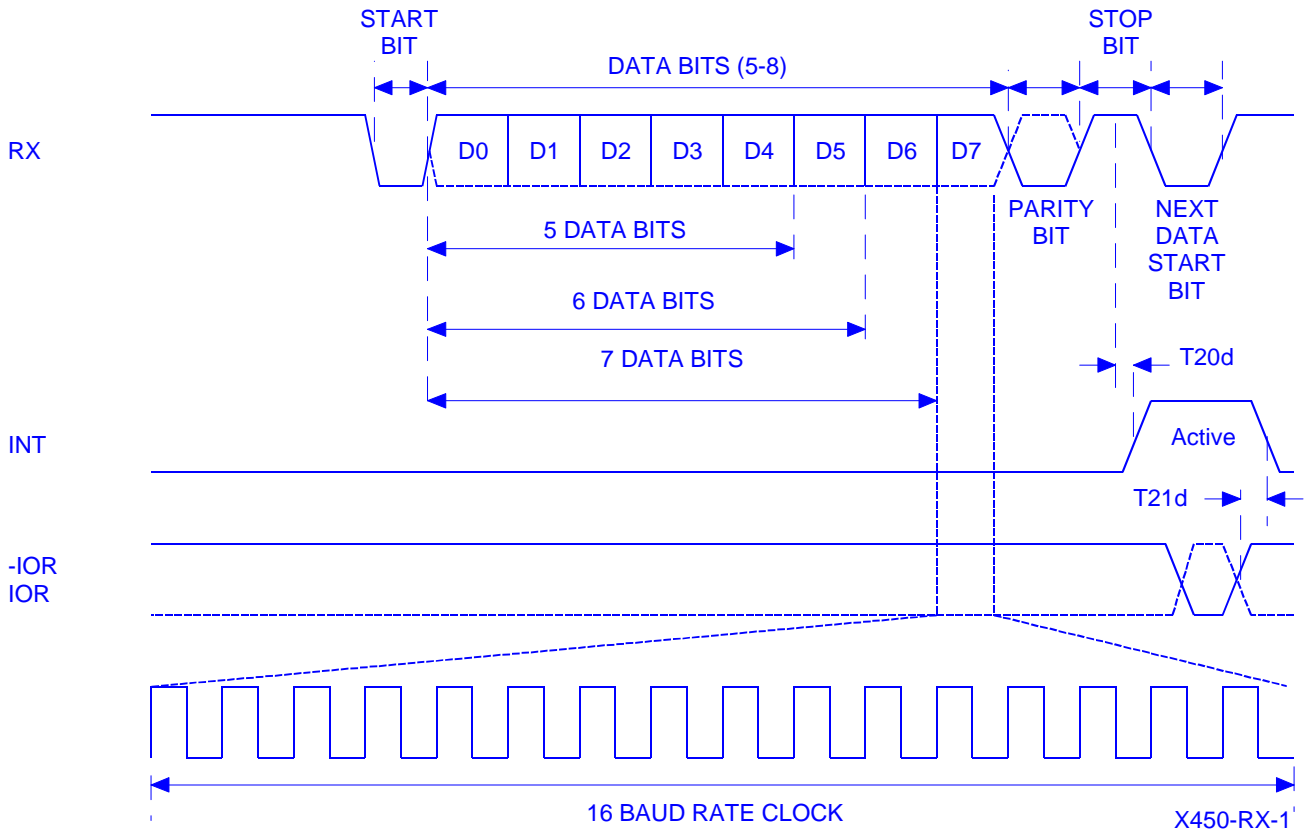 START
BIT
STOP
BIT
DATA BITS (5-8)
RX
D0 D1 D2 D3 D4 D5 D6 D7
PARITY
BIT
NEXT
DATA
START
BIT
5 DATA BITS
6 DATA BITS
7 DATA BITS
T20d
INT
Active
T21d
-IOR
IOR
16 BAUD RATE CLOCK
X450-RX-1